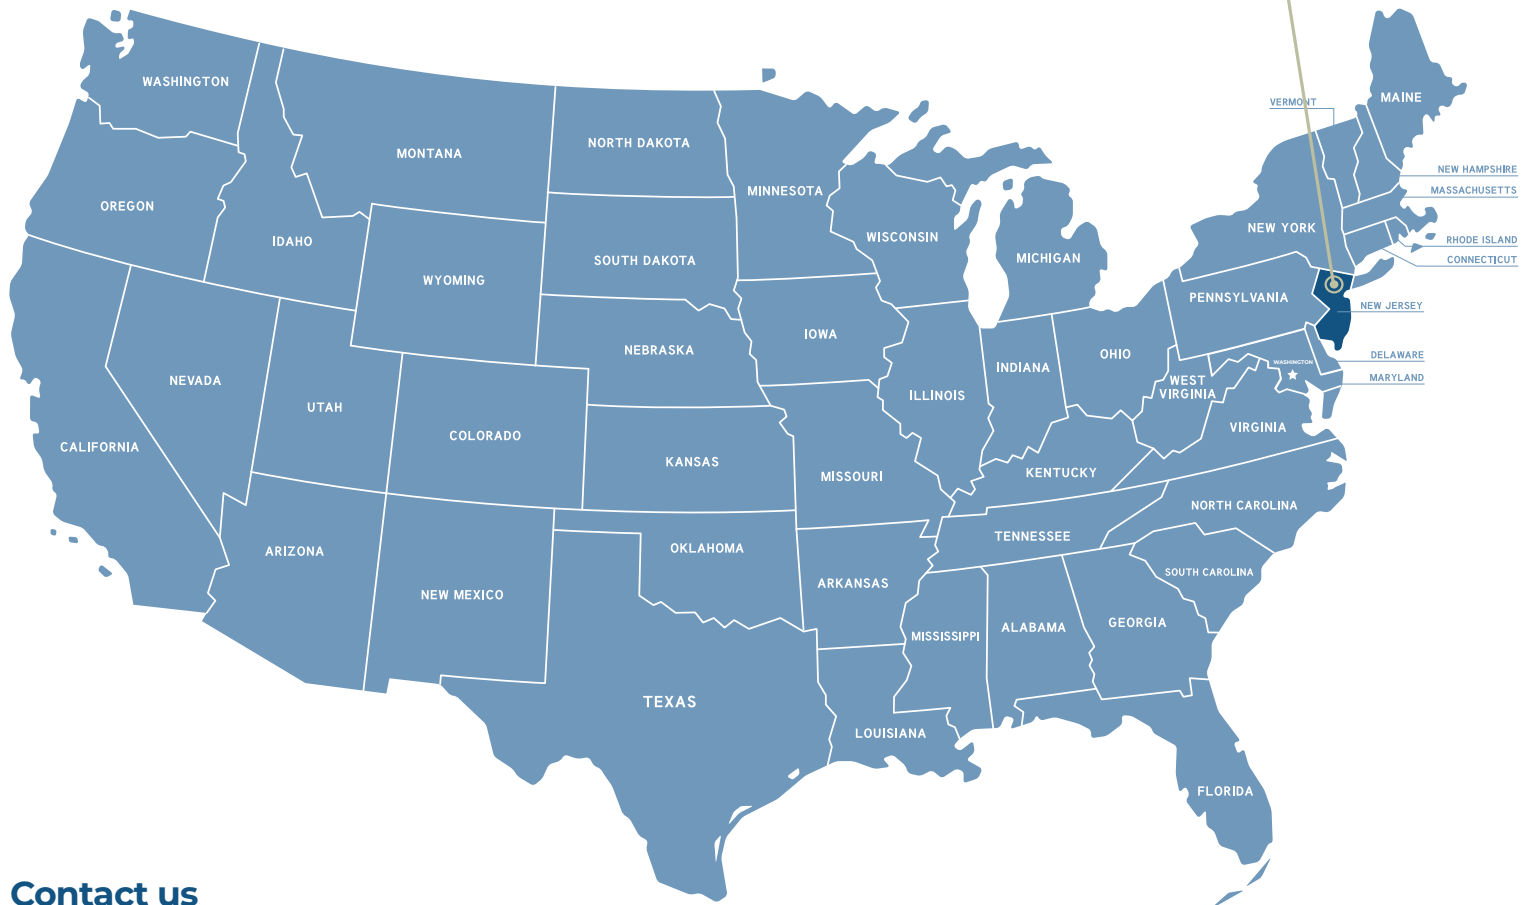 WASHINGTON
MAINE
VERMONT
NORTH DAKOTA
MONTANA
NEW HAMPSHIRE
MINNESOTA
MASSACHUSETTS
OREGON
NEW YORK
WISCONSIN
IDAHO
RHODE ISLAND
MICHIGAN
SOUTH DAKOTA
CONNECTICUT
WYOMING
PENNSYLVANIA
NEW JERSEY
IOWA
NEBRASKA
OHIO
DELAWARE
WASHINGTON
INDIANA
MARYLAND
NEVADA
WEST
VIRGINIA
ILLINOIS
UTAH
VIRGINIA
COLORADO
CALIFORNIA
KANSAS
KENTUCKY
MISSOURI
NORTH CAROLINA
TENNESSEE
OKLAHOMA
ARIZONA
SOUTH CAROLINA
ARKANSAS
NEW MEXICO
GEORGIA
ALABAMA
MISSISSIPPI
TEXAS
LOUISIANA
FLORIDA
Contact us